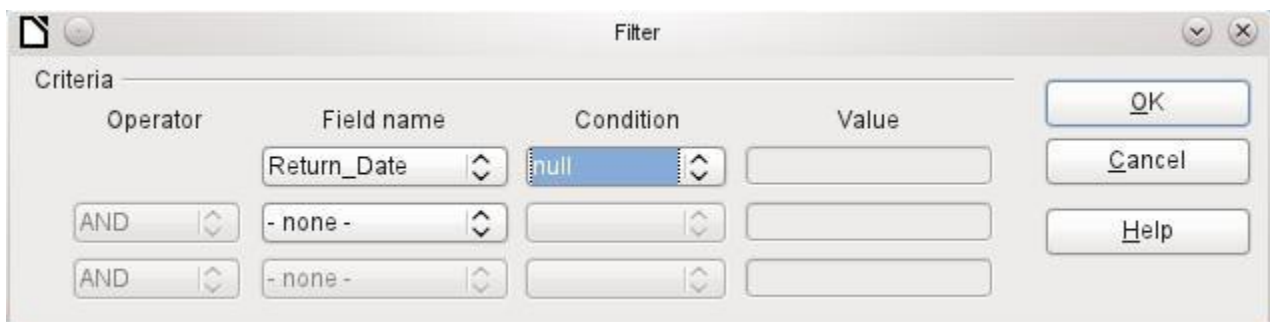 Filter
Criteria
Operator Field name Condition Value
Return_Date null
AND - none -
AND - none -
OK
Cancel
Help